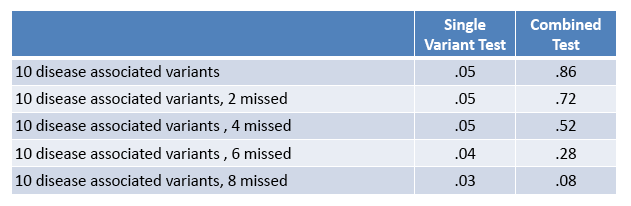 Single Variant Test Combined Test
10 disease associated variants .05 .86
10 disease associated variants, 2 missed .05 .72
10 disease associated variants , 4 missed .05 .52
10 disease associated variants , 6 missed .04 .28
10 disease associated variants, 8 missed .03 .08